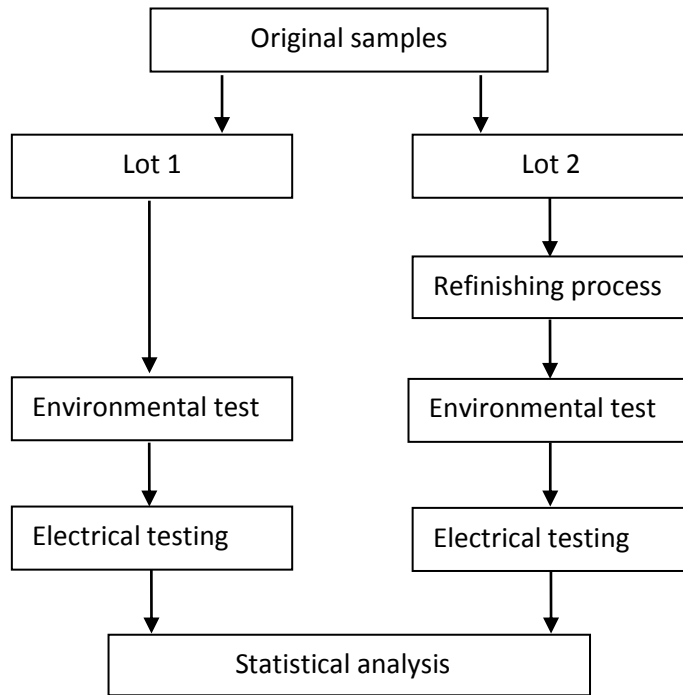 Original samples
Lot 1
Lot 2
Refinishing process
Environmental test
Environmental test
Electrical testing
Electrical testing
Statistical analysis